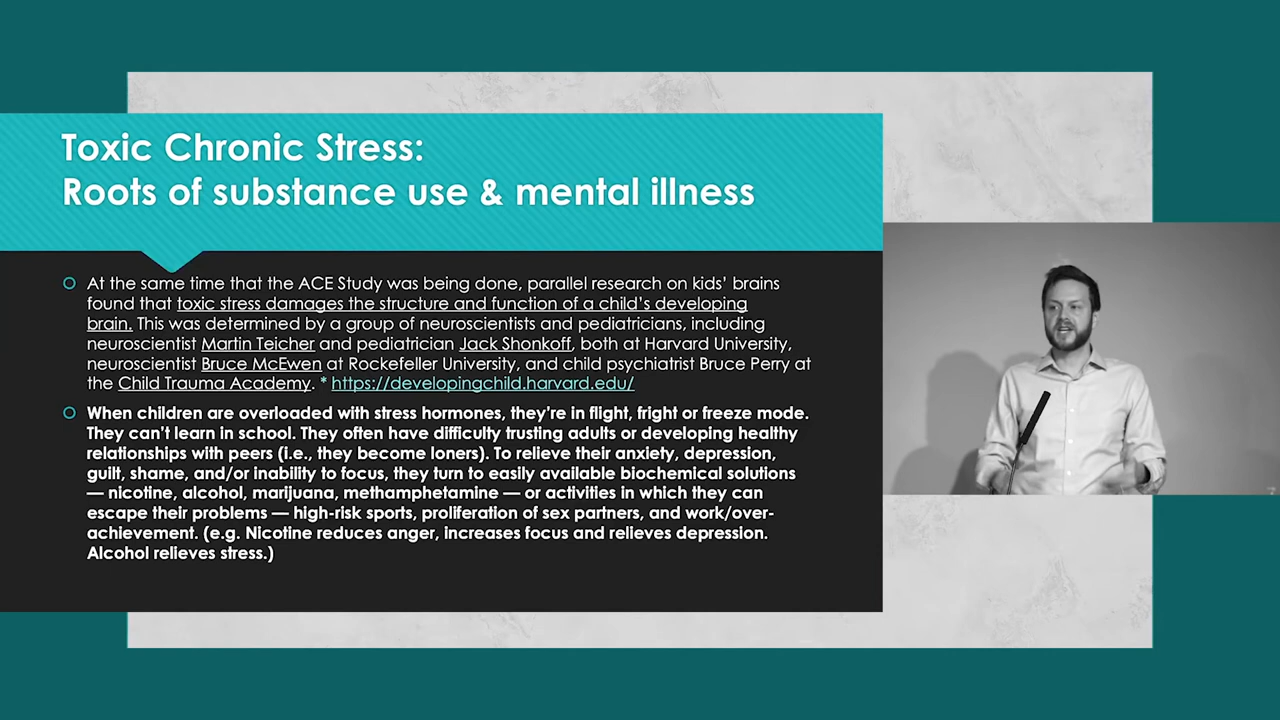 Toxic Chronic Stress:
Roots of substance use & mental illness
At the same time that the ACE Study was being done, parallel research on kids' brains
found that toxic stress damages the structure and function of a child's developing
brain. This was determined by a group of neuroscientists and pediatricians, including
neuroscientist Martin Teicher and pediatrician Jack Shonkoff, both at Harvard University,
neuroscientist Bruce McEwen at Rockefeller University, and child psychiatrist Bruce Perry at
the Child Trauma Academy. * https://developingchild.harvard.edu/
When children are overloaded with stress hormones, they're in flight, fright or freeze mode.
They can't learn in school. They often have difficulty trusting adults or developing healthy
relationships with peers (i.e., they become loners). To relieve their anxiety, depression,
guilt, shame, and/or inability to focus, they turn to easily available biochemical solutions
— nicotine, alcohol, marijuana, methamphetamine — or activities in which they can
escape their problems — high-risk sports, proliferation of sex partners, and work/over-
achievement. (e.g. Nicotine reduces anger, increases focus and relieves depression.
Alcohol relieves stress.)